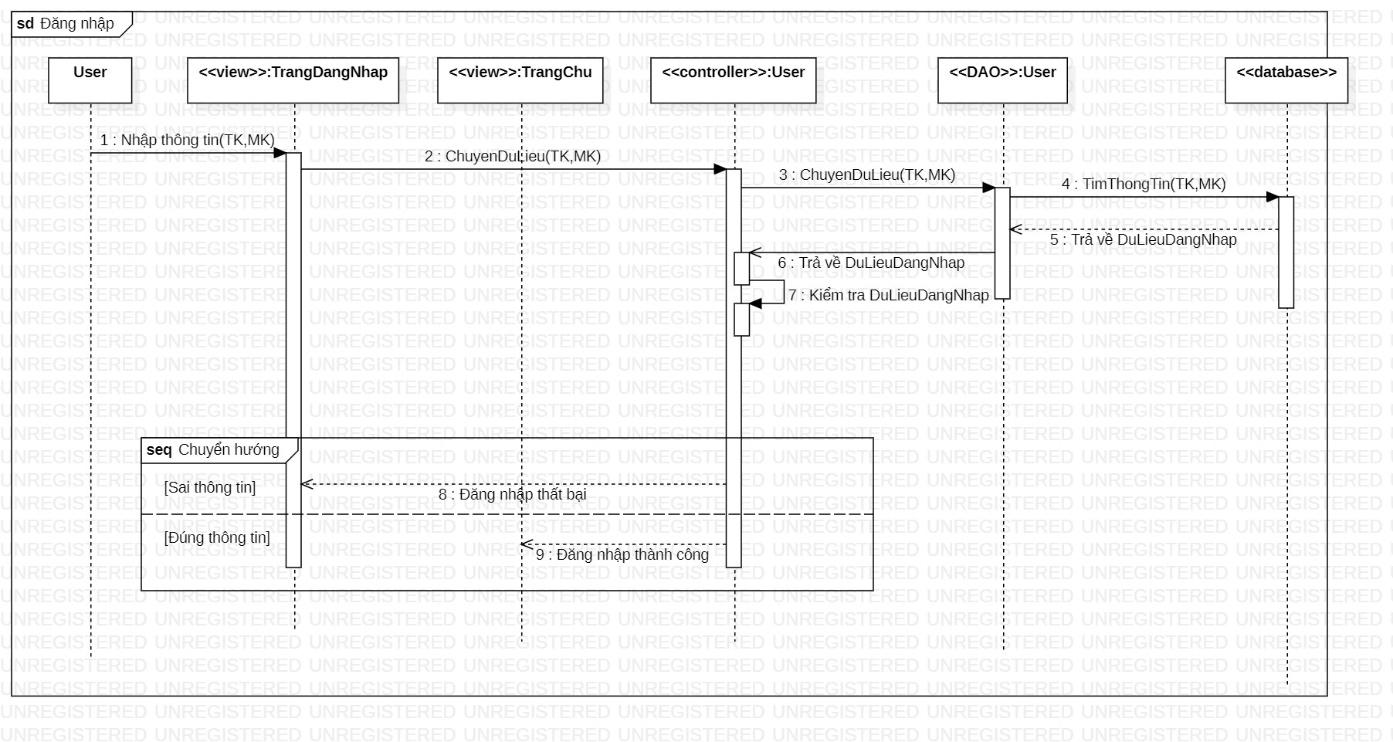 sd Đăng nhập
User
<<view>>:TrangDangNhap
<<view>>:TrangChu
<<controller>>:User
<<DAO>>:User
<<database>>
1 : Nhập thông tin(TK,MK)
2 : ChuyenDuLieu(TK,MK)
3 : ChuyenDuLieu(TK,MK)
4 : TimThongTin(TK,MK)
5 : Trả về DuLieuDangNhap
6 : Trả về DuLieuDangNhap
7 : Kiểm tra DuLieuDangNhap
seq Chuyển hướng
[Sai thông tin]
8 : Đăng nhập thất bại
[Đúng thông tin]
9 : Đăng nhập thành công
UNREGISTERED